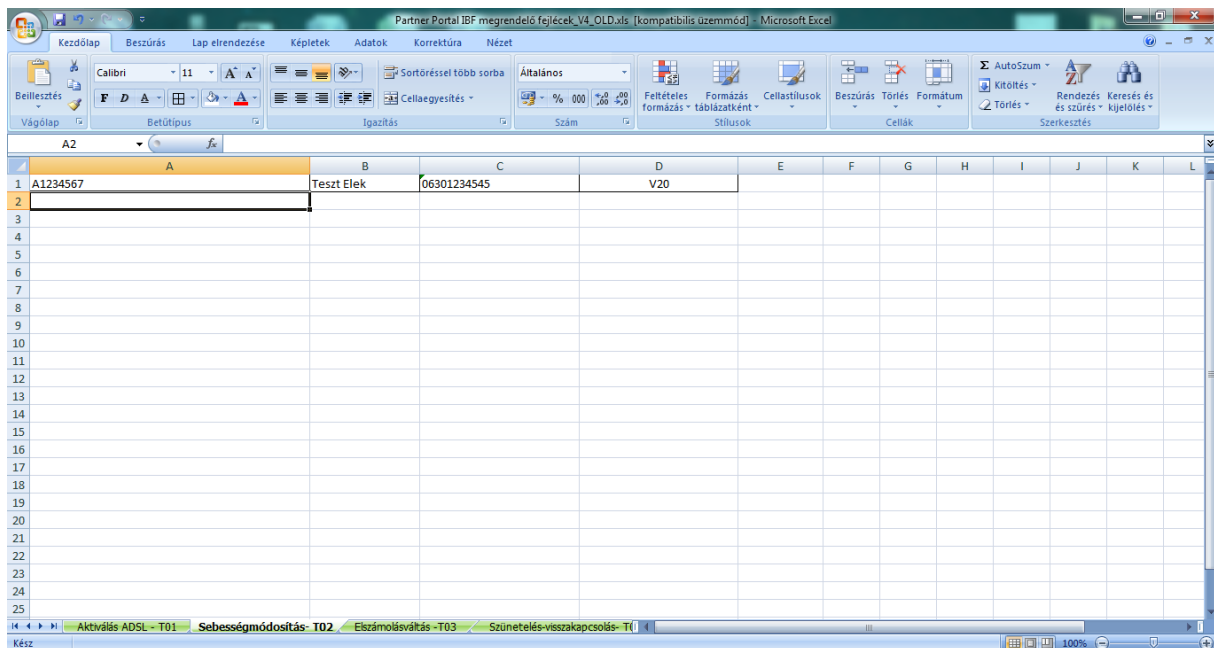 Partner Portal IBF megrendelő fejlécek_V4_OLD.xls [kompatibilis üzemmód] - Microsoft Excel
Kezdőlap Beszúrás Lap elrendezése Képletek Adatok Korrektúra Nézet
Calibri 11 A A Sortöréssel több sorba Általános Σ AutoSzum
Beillesztés F D A A Cellaegyesítés % 000 ,00 ,0 Feltételes formázás Formázás táblázatként Cellastílusok Beszúrás Törlés Formátum Kitöltés Törlés Rendezés és szűrés Keresés és kijelölés
Vágólap Betűtípus Igazítás Szám Stílusok Cellák Szerkesztés
A2 fx
A B C D E F G H I J K L
1 A1234567 Teszt Elek 06301234545 V20
2
3
4
5
6
7
8
9
10
11
12
13
14
15
16
17
18
19
20
21
22
23
24
25
Aktiválás ADSL - T01 Sebességmódosítás- T02 Elszámolásváltás -T03 Szünetelés-visszakapcsolás-
Kész 100%